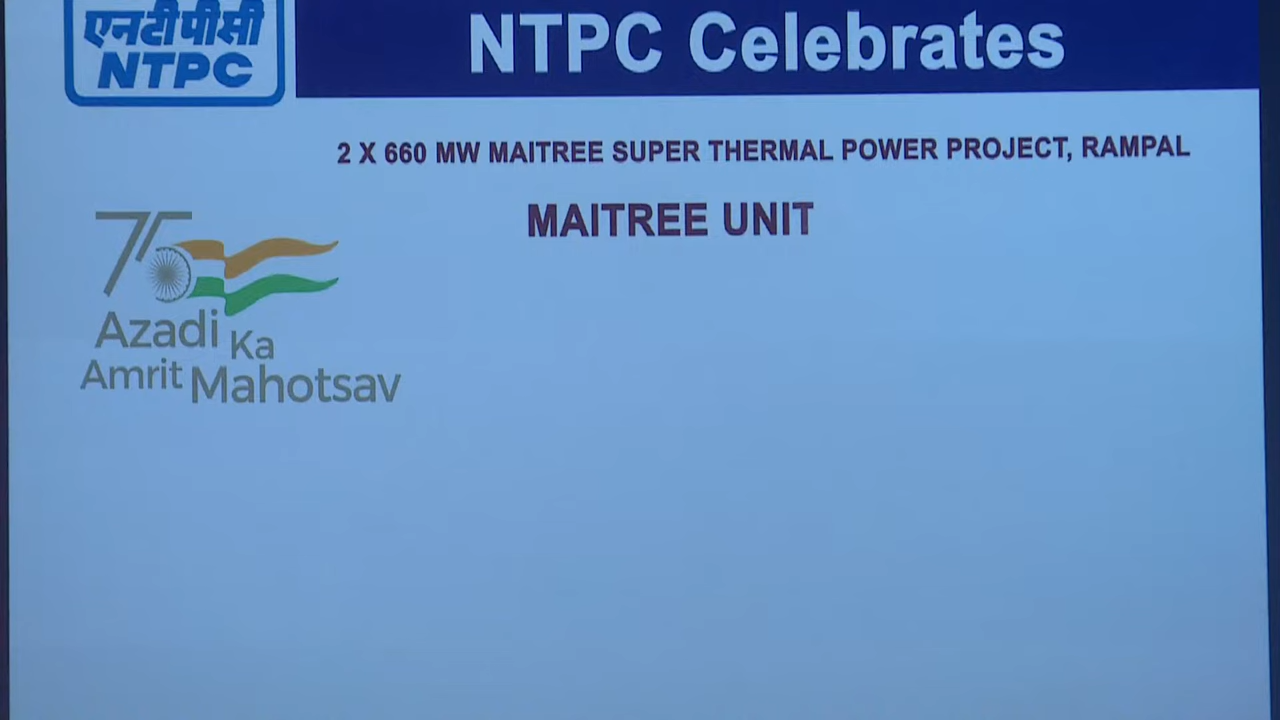 एनटीपीसी
NTPC
NTPC Celebrates
2 X 660 MW MAITREE SUPER THERMAL POWER PROJECT, RAMPAL
MAITREE UNIT
75
Azadi Ka
Amrit Mahotsav